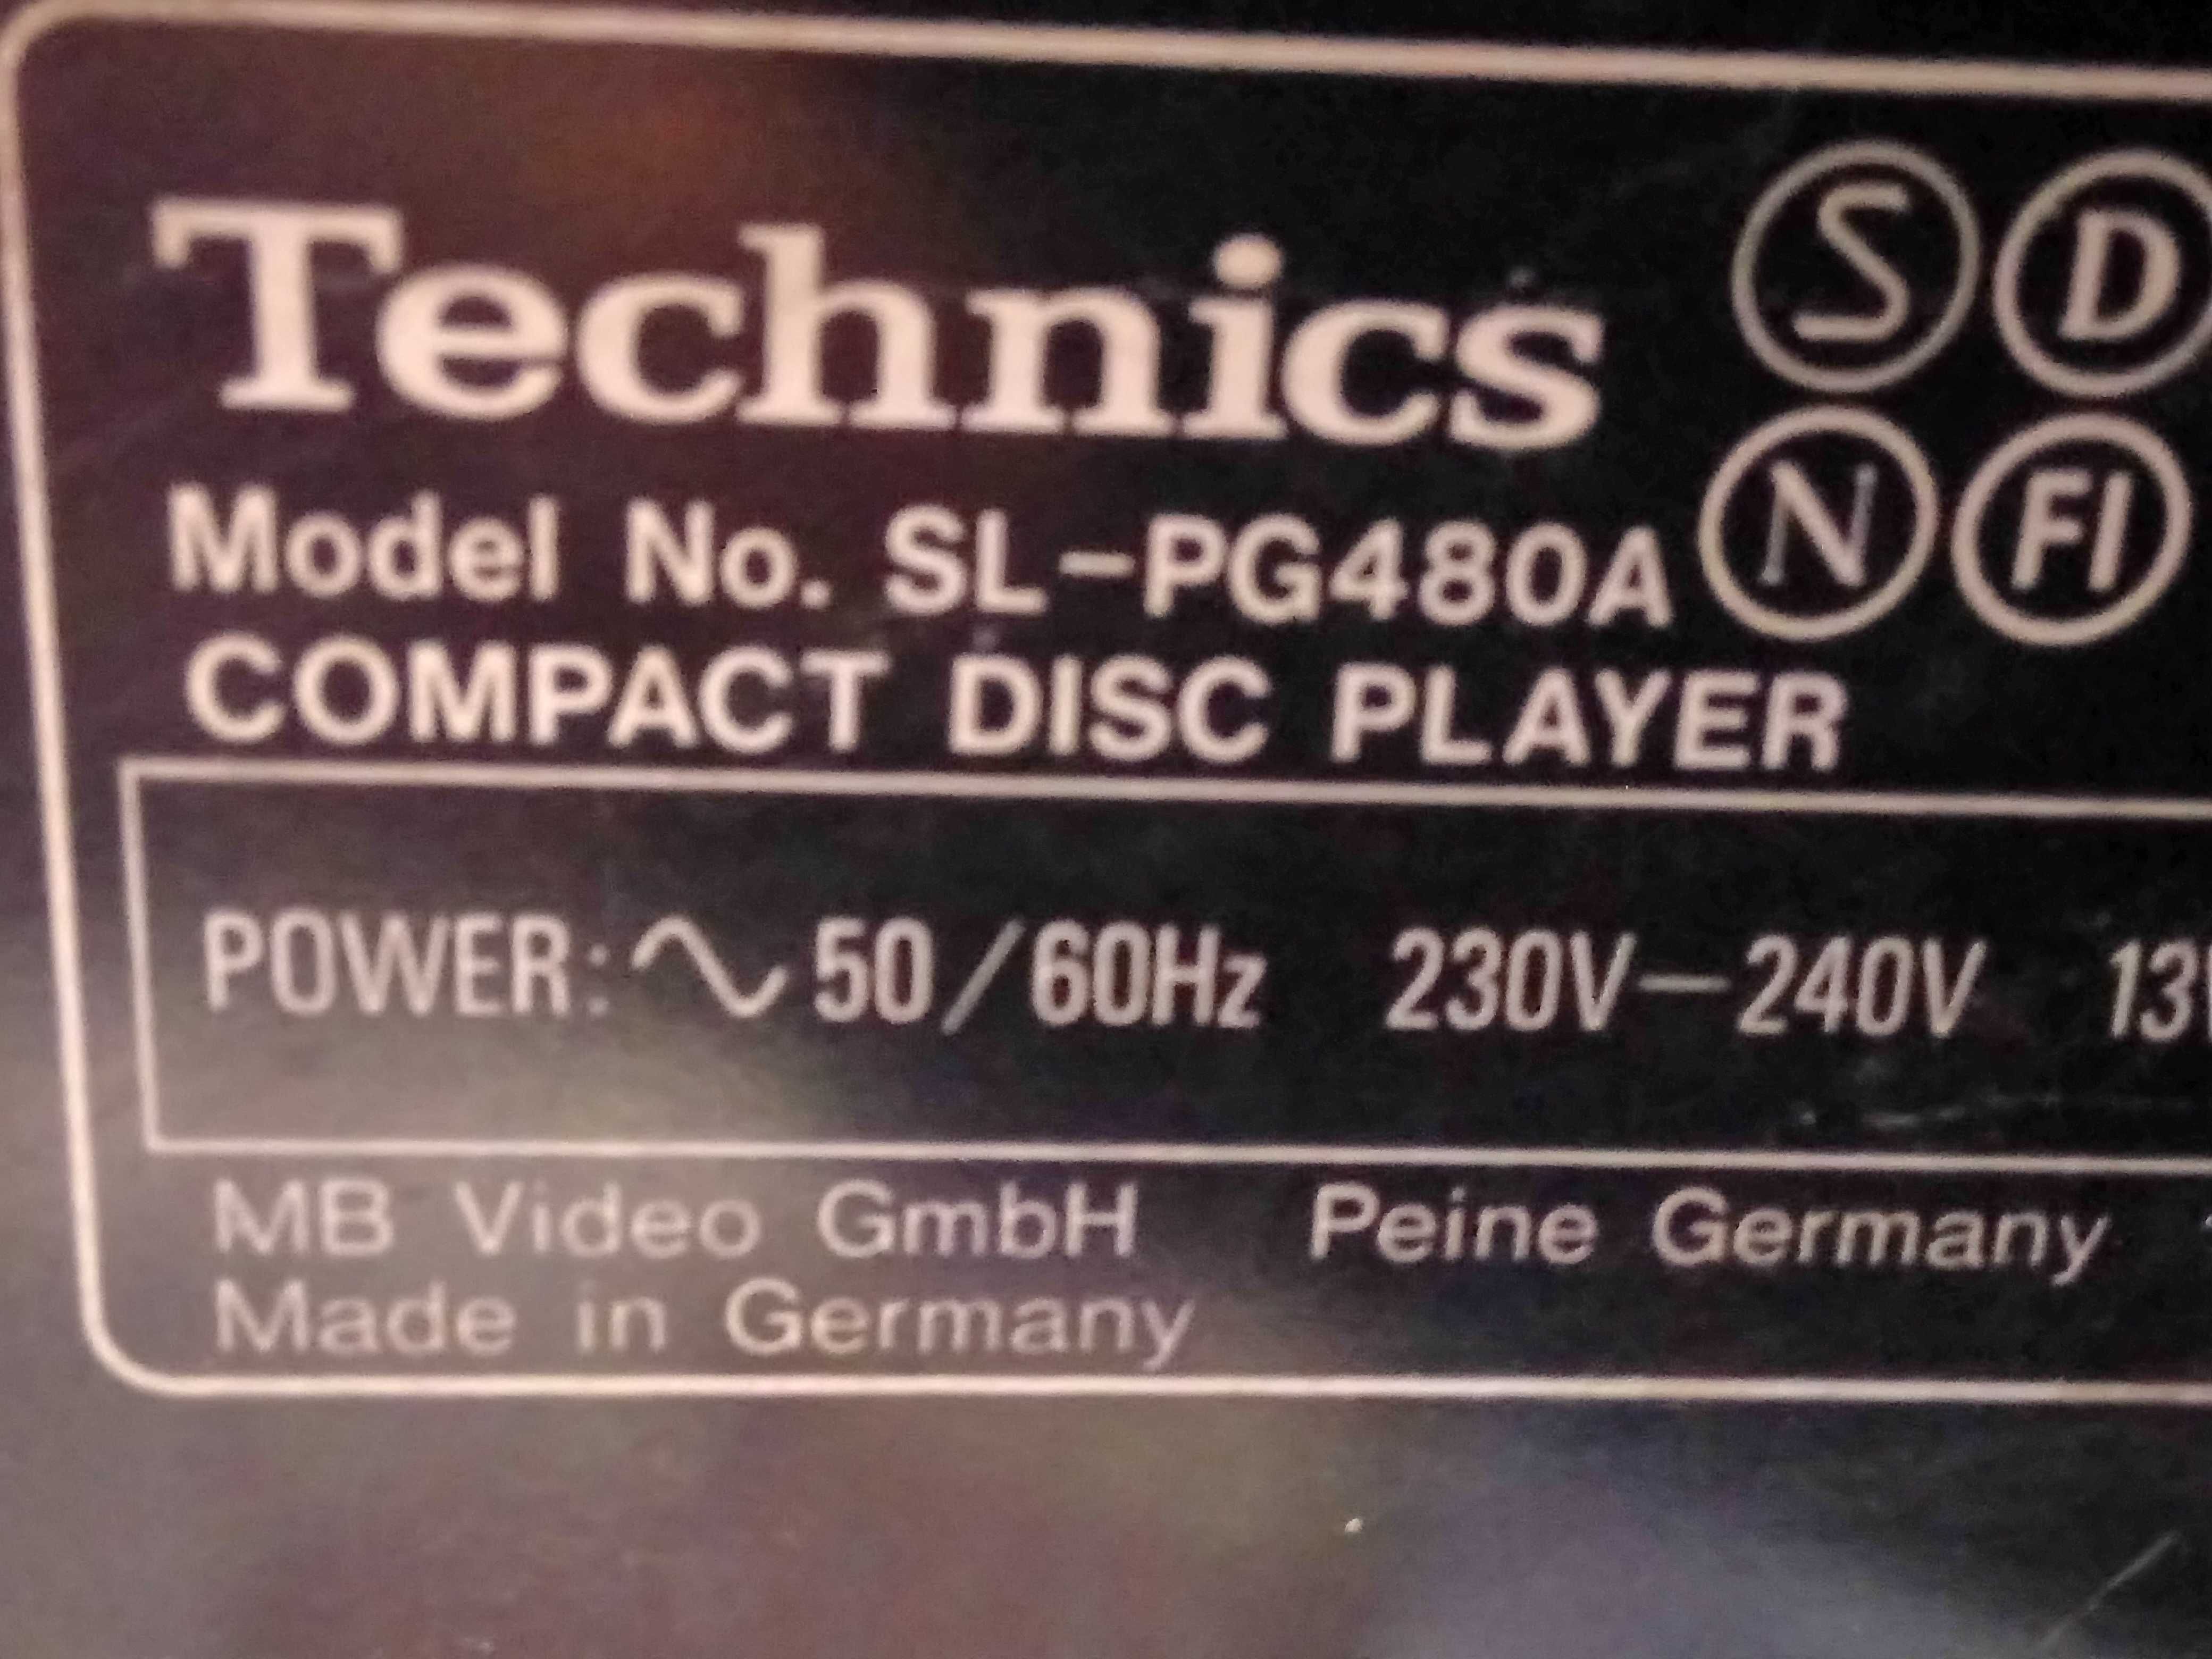 Technics S D
Model No. SL-PG480A N FI
COMPACT DISC PLAYER
POWER: ∿ 50/60Hz 230V—240V 13
MB Video GmbH Peine Germany
Made in Germany